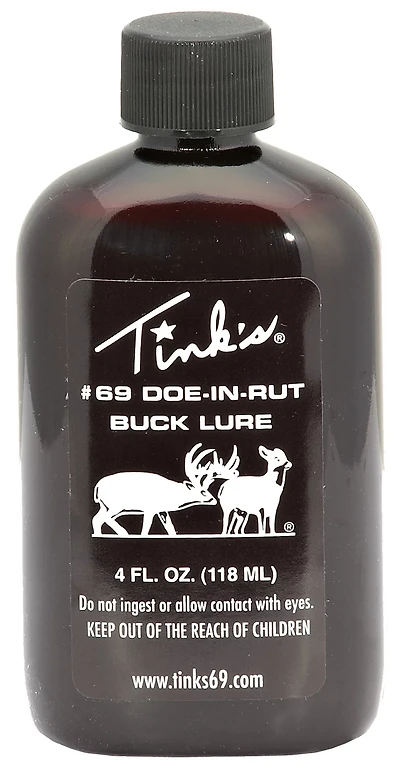 Tink's®
#69 DOE-IN-RUT
BUCK LURE
®
4 FL. OZ. (118 ML)
Do not ingest or allow contact with eyes.
KEEP OUT OF THE REACH OF CHILDREN
www.tinks69.com